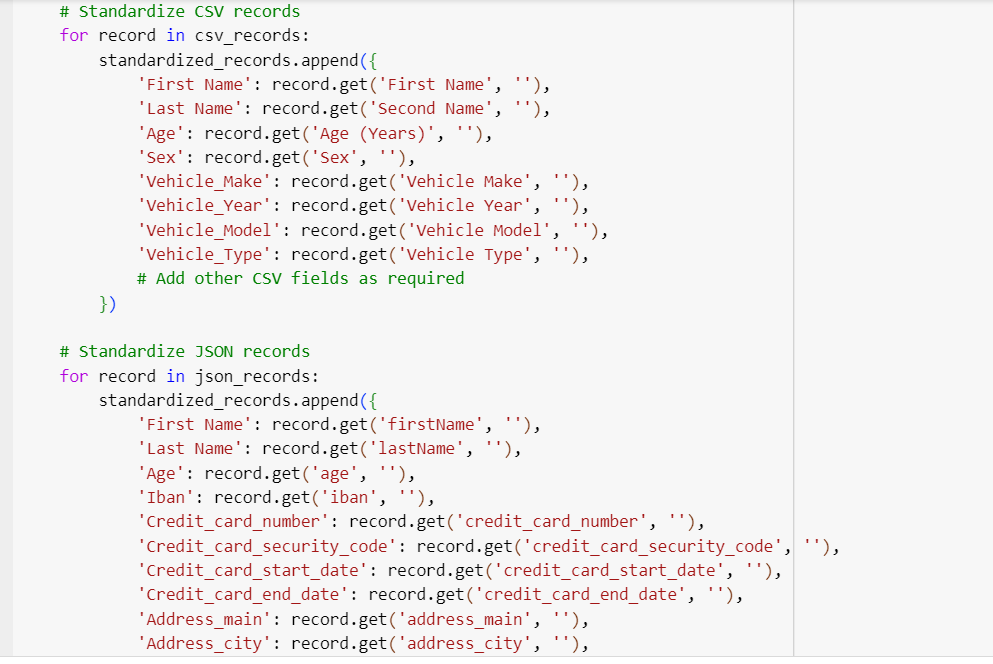 # Standardize CSV records
for record in csv_records:
    standardized_records.append({
        'First Name': record.get('First Name', ''),
        'Last Name': record.get('Second Name', ''),
        'Age': record.get('Age (Years)', ''),
        'Sex': record.get('Sex', ''),
        'Vehicle_Make': record.get('Vehicle Make', ''),
        'Vehicle_Year': record.get('Vehicle Year', ''),
        'Vehicle_Model': record.get('Vehicle Model', ''),
        'Vehicle_Type': record.get('Vehicle Type', ''),
        # Add other CSV fields as required
    })

# Standardize JSON records
for record in json_records:
    standardized_records.append({
        'First Name': record.get('firstName', ''),
        'Last Name': record.get('lastName', ''),
        'Age': record.get('age', ''),
        'Iban': record.get('iban', ''),
        'Credit_card_number': record.get('credit_card_number', ''),
        'Credit_card_security_code': record.get('credit_card_security_code', ''),
        'Credit_card_start_date': record.get('credit_card_start_date', ''),
        'Credit_card_end_date': record.get('credit_card_end_date', ''),
        'Address_main': record.get('address_main', ''),
        'Address_city': record.get('address_city', ''),